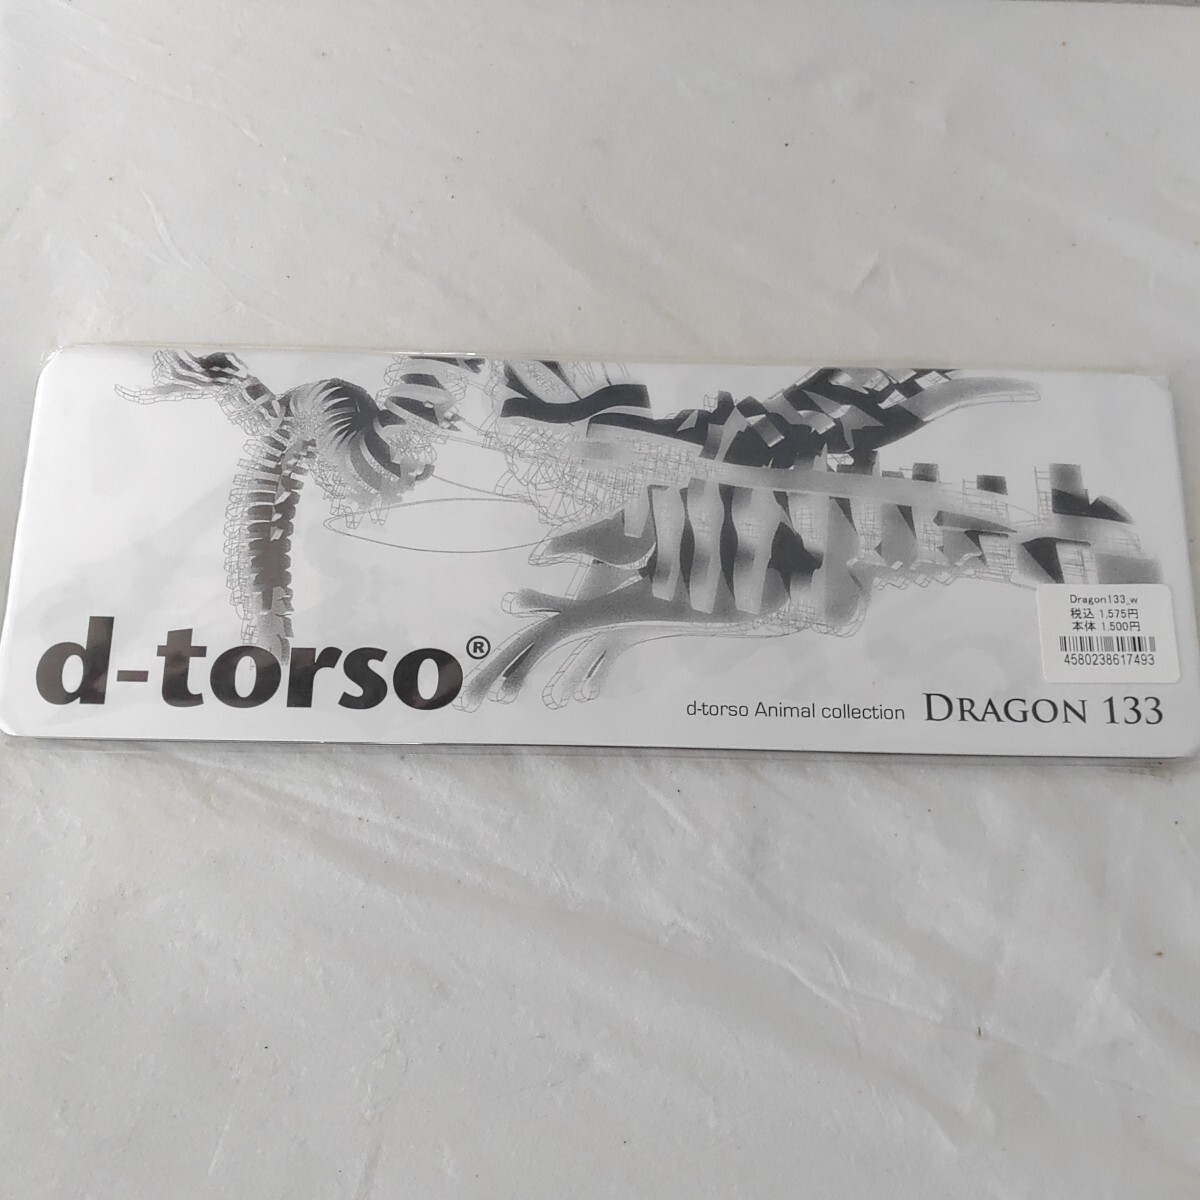 d-torso®
d-torso Animal collection DRAGON 133
Dragon133_w
税込 1,575円
本体 1,500円
4580238617493